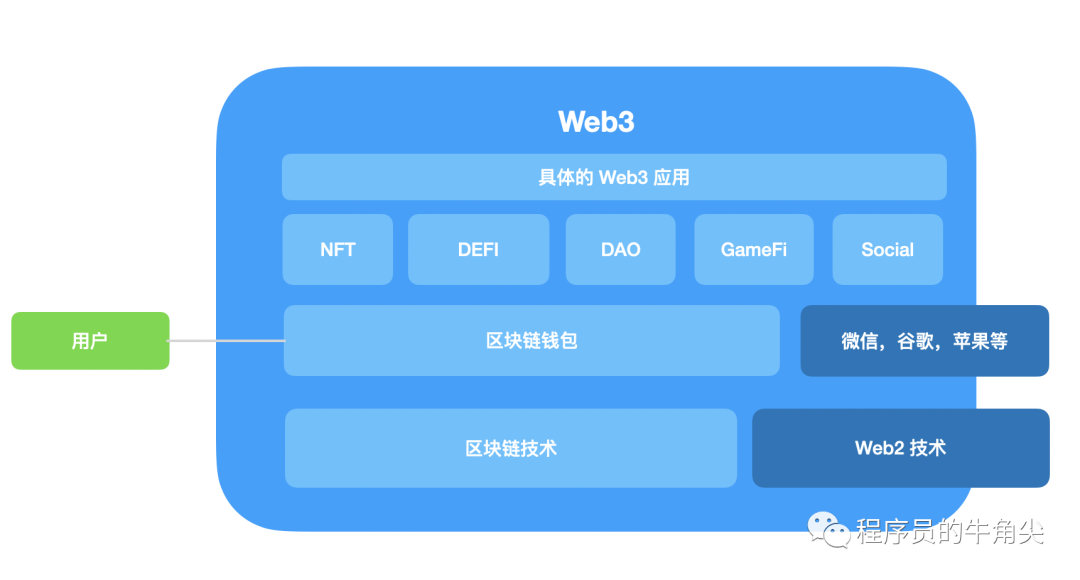 Web3
具体的 Web3 应用
NFT
DEFI
DAO
GameFi
Social
用户
区块链钱包
微信，谷歌，苹果等
区块链技术
Web2 技术
程序员的牛角尖